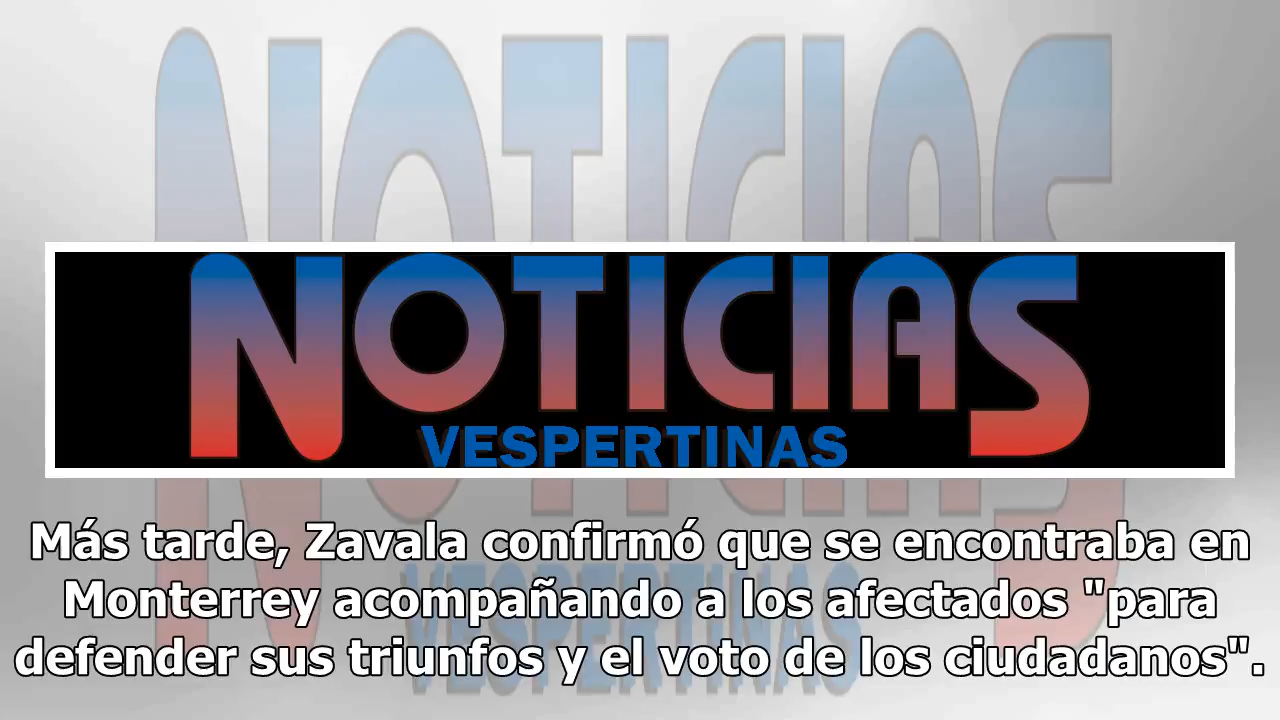 NOTICIAS
VESPERTINAS
Más tarde, Zavala confirmó que se encontraba en
Monterrey acompañando a los afectados "para
defender sus triunfos y el voto de los ciudadanos".